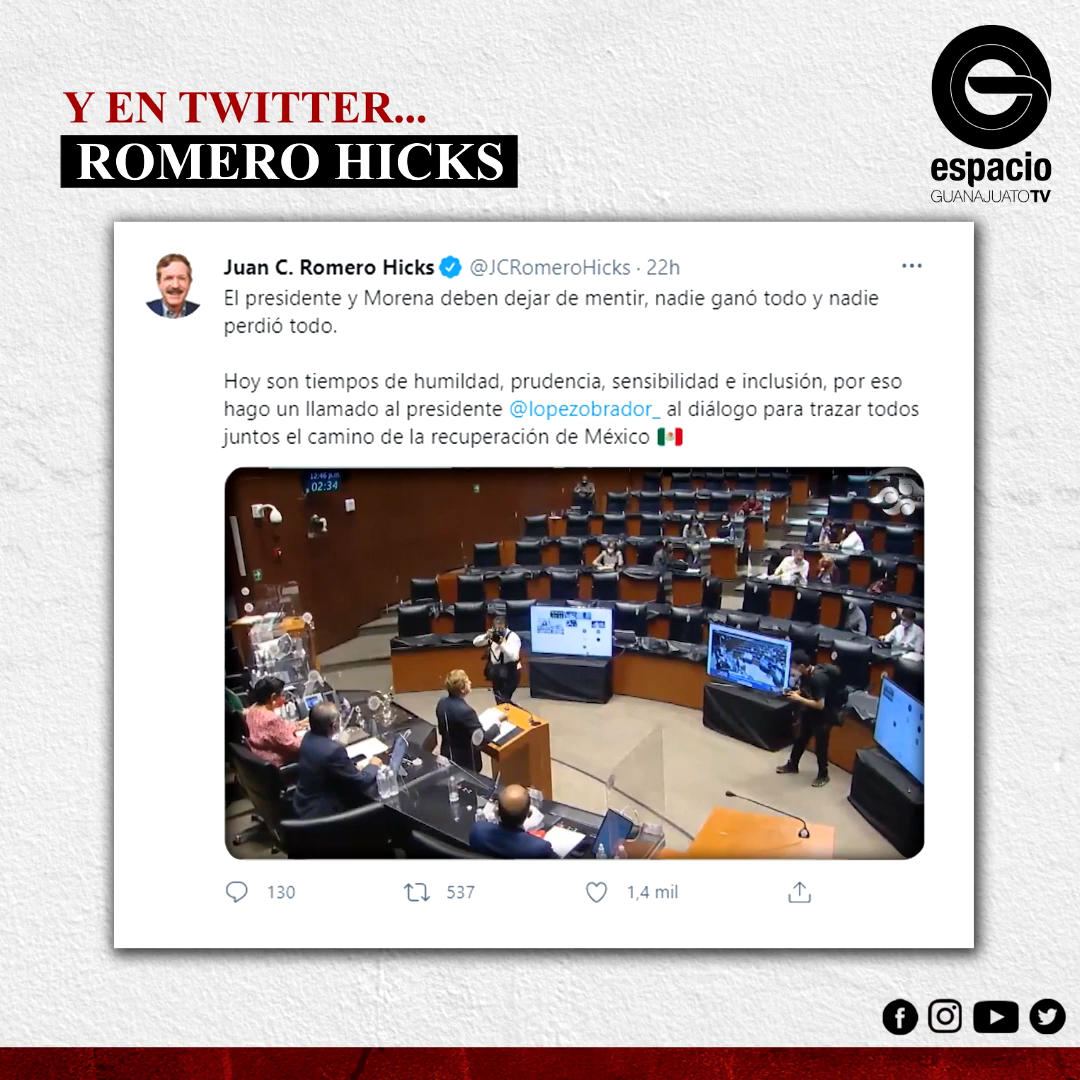 Y EN TWITTER...
ROMERO HICKS
espacio
GUANAJUATOTV
Juan C. Romero Hicks @JCRomeroHicks · 22h
El presidente y Morena deben dejar de mentir, nadie ganó todo y nadie
perdió todo.
Hoy son tiempos de humildad, prudencia, sensibilidad e inclusión, por eso
hago un llamado al presidente @lopezobrador_ al diálogo para trazar todos
juntos el camino de la recuperación de México 🇲🇽
12:46 p.m.
02:34
130 537 1,4 mil